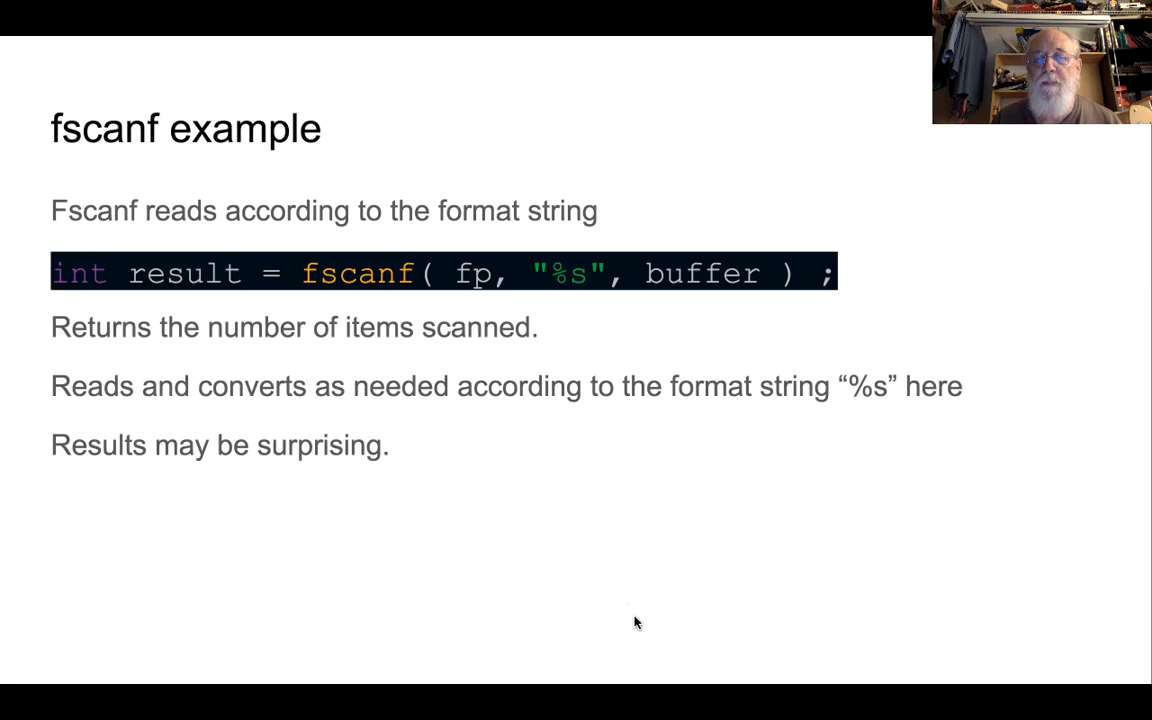 fscanf example
Fscanf reads according to the format string
int result = fscanf( fp, "%s", buffer ) ;
Returns the number of items scanned.
Reads and converts as needed according to the format string “%s” here
Results may be surprising.